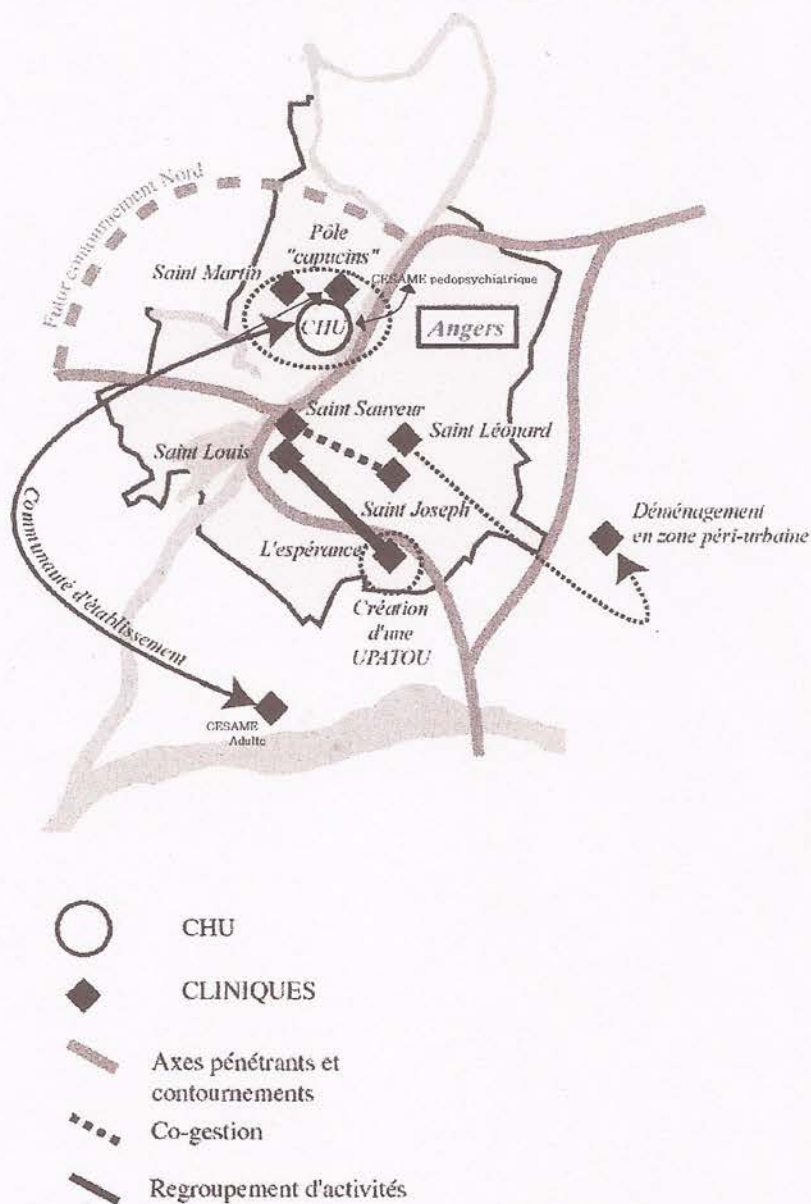 Futur contournement Nord
Pôle
"capucins"
Saint Martin
CESAME pedopsychiatrique
CHU
Angers
Saint Sauveur
Saint Léonard
Saint Louis
Saint Joseph
Déménagement
en zone péri-urbaine
L'espérance
Création
d'une
UPATOU
Communauté d'établissement
CESAME
Adulte
CHU
CLINIQUES
Axes pénétrants et
contournements
Co-gestion
Regroupement d'activités